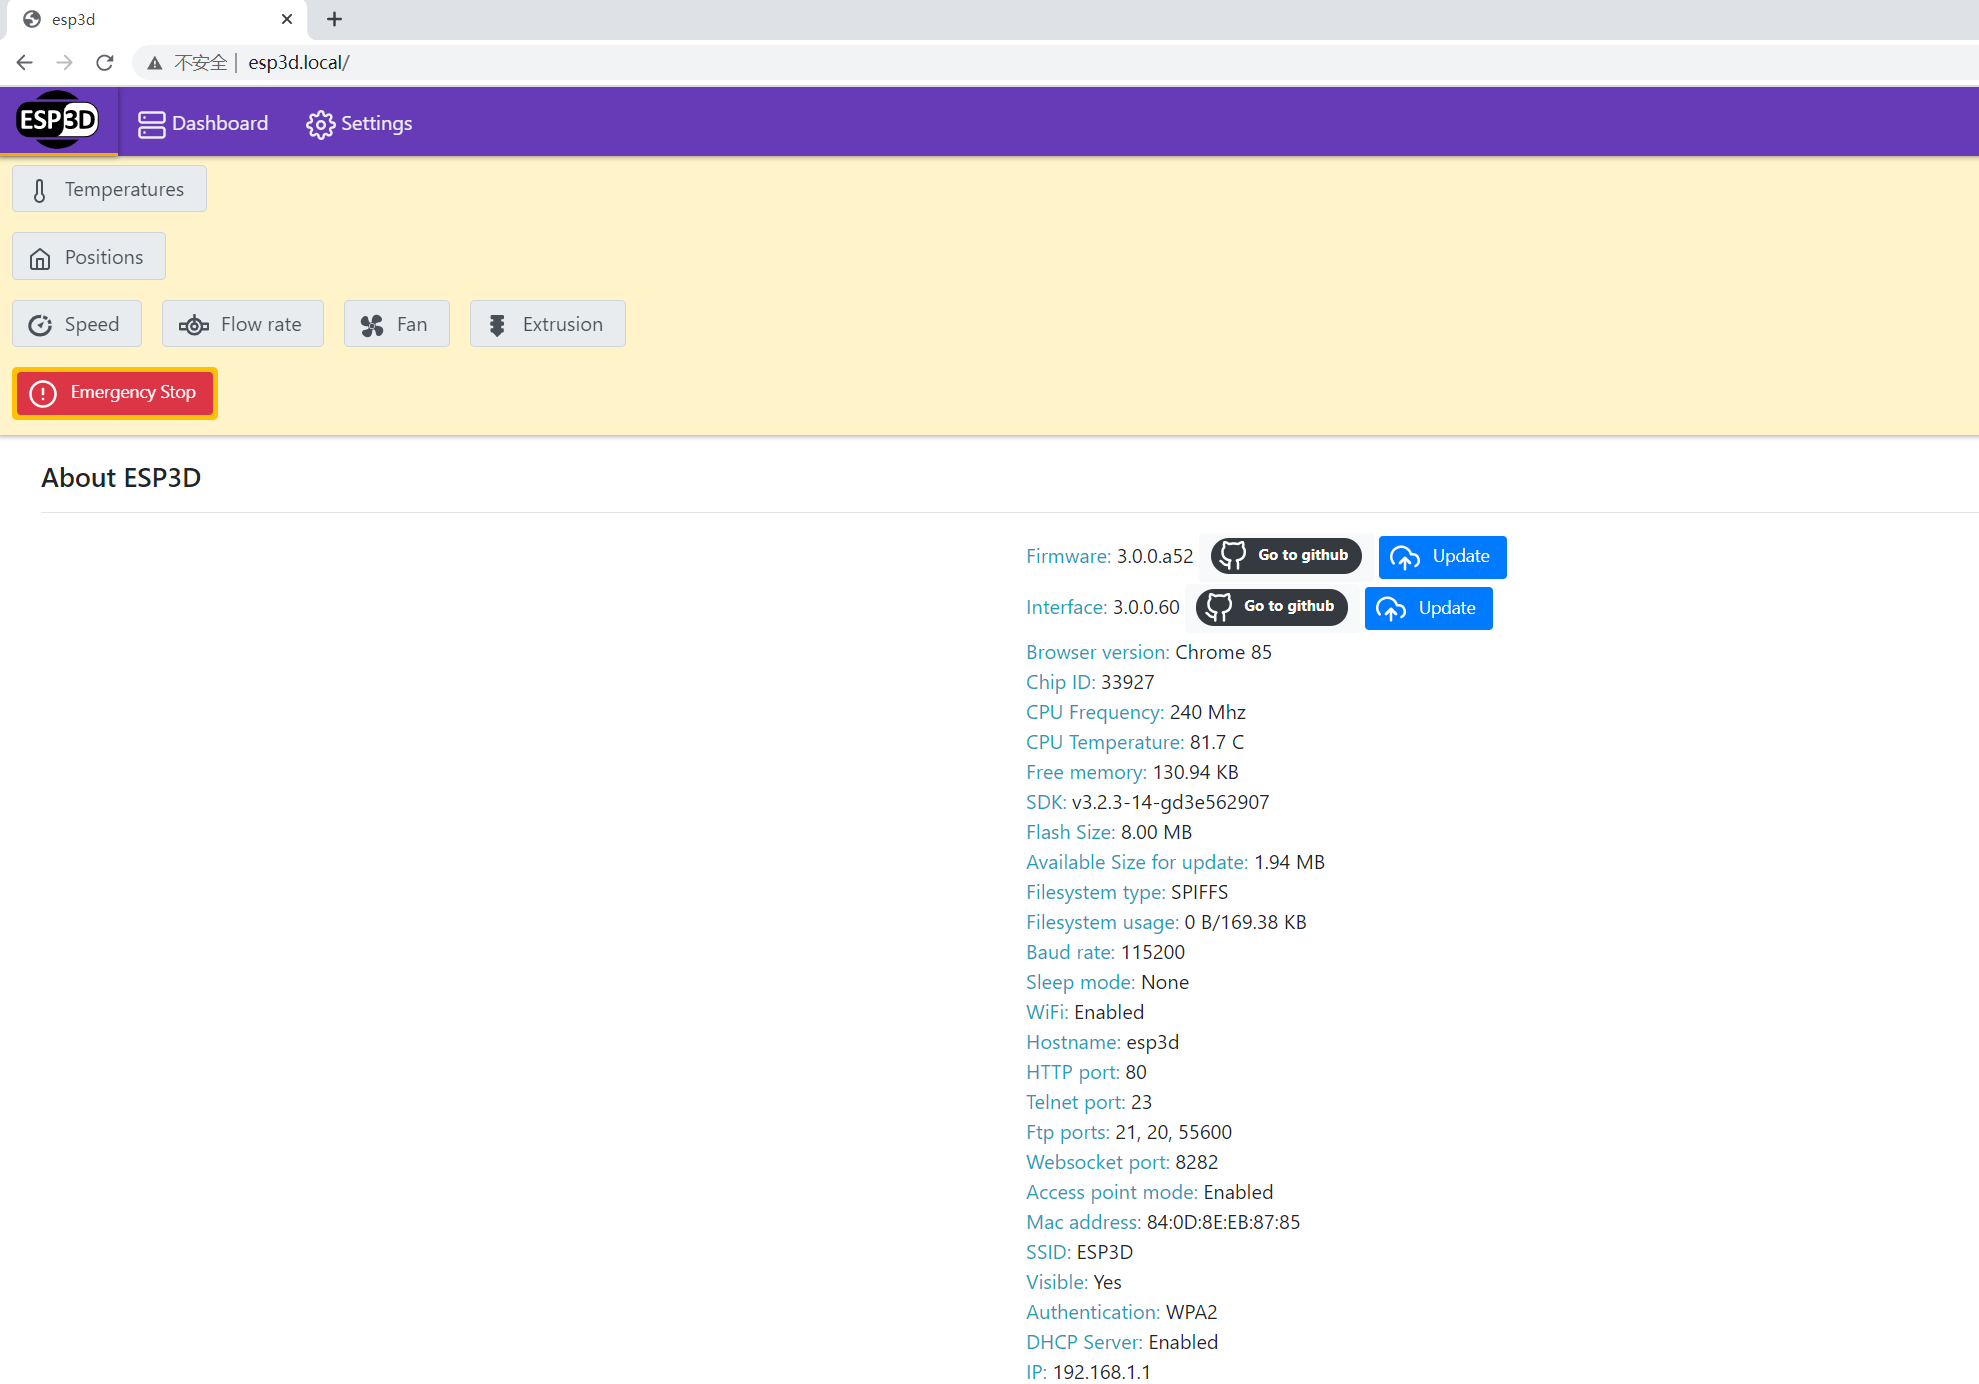 esp3d
不安全 | esp3d.local/
ESP3D Dashboard Settings
Temperatures
Positions
Speed Flow rate Fan Extrusion
Emergency Stop
About ESP3D
Firmware: 3.0.0.a52 Go to github Update
Interface: 3.0.0.60 Go to github Update
Browser version: Chrome 85
Chip ID: 33927
CPU Frequency: 240 Mhz
CPU Temperature: 81.7 C
Free memory: 130.94 KB
SDK: v3.2.3-14-gd3e562907
Flash Size: 8.00 MB
Available Size for update: 1.94 MB
Filesystem type: SPIFFS
Filesystem usage: 0 B/169.38 KB
Baud rate: 115200
Sleep mode: None
WiFi: Enabled
Hostname: esp3d
HTTP port: 80
Telnet port: 23
Ftp ports: 21, 20, 55600
Websocket port: 8282
Access point mode: Enabled
Mac address: 84:0D:8E:EB:87:85
SSID: ESP3D
Visible: Yes
Authentication: WPA2
DHCP Server: Enabled
IP: 192.168.1.1